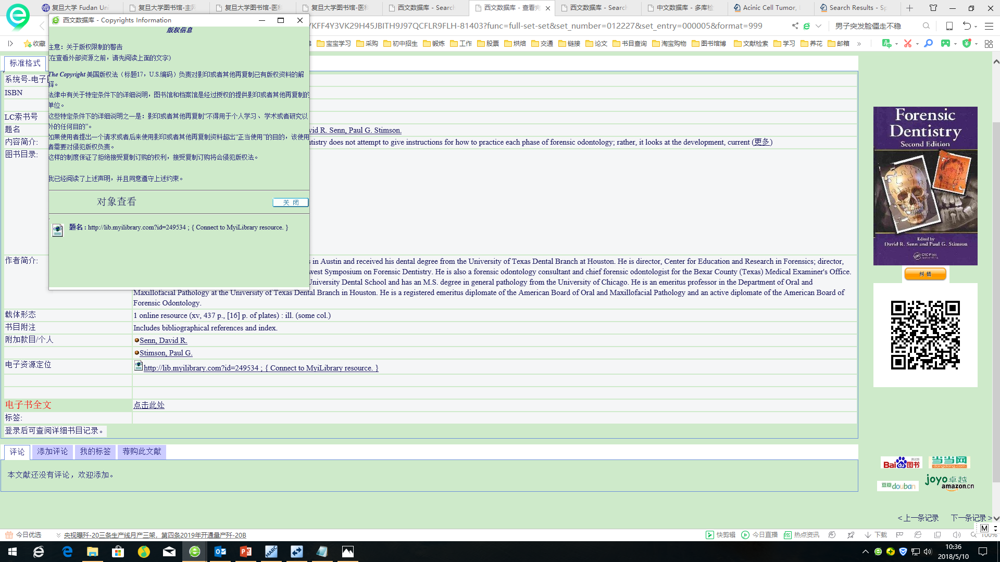 复旦大学 Fudan Uni
复旦大学图书馆-主网
复旦大学图书馆-医科
复旦大学图书馆-医科
西文数据库 - Search
西文数据库 - 查看完
西文数据库 - Search
中文数据库 - 多库检
Acinic Cell Tumor,
Search Results - Sp
西文数据库 - Copyrights Information
YKFF4Y3VK29H45JBITH9J97QCFLR9FLH-81403?func=full-set-set&set_number=012227&set_entry=000005&format=999
男子突发脸僵走不稳
收藏
宝宝学习
采购
初中招生
锻炼
工作
股票
烘焙
交通
链接
论文
书目查询
淘宝购物
图书馆博
文献检索
学习
养花
邮箱
版权信息
注意：关于版权限制的警告
(在查看外部资源之前，请先阅读上面的文字)
The Copyright 美国版权法（标题17，U.S.编码）负责对影印或者其他再复制已有版权资料的解
释。
法律中有关于特定条件下的详细说明，图书馆和档案馆是经过授权的提供影印或者其他再复制的
单位。
这些特定条件下的详细说明之一是：影印或者其他再复制“不得用于个人学习、学术或者研究以
外的任何目的”。
如果使用者提出一个请求或者后来使用影印或者其他再复制资料超出“正当使用”的目的，该使用
者需要对侵犯版权负责。
这样的制度保证了拒绝接受复制订购的权利，接受复制订购将会侵犯版权法。
我已经阅读了上述声明，并且同意遵守上述约束。
对象查看
关 闭
题名 : http://lib.myilibrary.com?id=249534 ; { Connect to MyiLibrary resource. }
标准格式
系统号-电子
ISBN
LC索书号
题名
vid R. Senn, Paul G. Stimson.
内容简介:
tistry does not attempt to give instructions for how to practice each phase of forensic odontology; rather, it looks at the development, current (更多)
图书目录:
作者简介:
s in Austin and received his dental degree from the University of Texas Dental Branch at Houston. He is director, Center for Education and Research in Forensics; director,
west Symposium on Forensic Dentistry. He is also a forensic odontology consultant and chief forensic odontologist for the Bexar County (Texas) Medical Examiner's Office.
University Dental School and has an M.S. degree in general pathology from the University of Chicago. He is an emeritus professor in the Department of Oral and
Maxillofacial Pathology at the University of Texas Dental Branch in Houston. He is a registered emeritus diplomate of the American Board of Oral and Maxillofacial Pathology and an active diplomate of the American Board of
Forensic Odontology.
载体形态
1 online resource (xv, 437 p., [16] p. of plates) : ill. (some col.)
书目附注
Includes bibliographical references and index.
附加款目/个人
Senn, David R.
Stimson, Paul G.
电子资源定位
http://lib.myilibrary.com?id=249534 ; { Connect to MyiLibrary resource. }
电子书全文
点击此处
标签:
登录后可查阅详细书目记录。
Forensic
Dentistry
Second Edition
Edited by
David R. Senn and Paul G. Stimson
CRC Press
纠 错
评论
添加评论
我的标签
荐购此文献
本文献还没有评论，欢迎添加。
Bai 图书
当当网
dangdang.com
豆瓣douban
joyo卓越
amazon.cn
<上一条记录
下一条记录>
M
今日优选
央视曝歼-20三条生产线月产三架，第四条2019年开通量产歼-20B
快剪辑
今日直播
热点资讯
下载
100%
MARC
10:36
2018/5/10